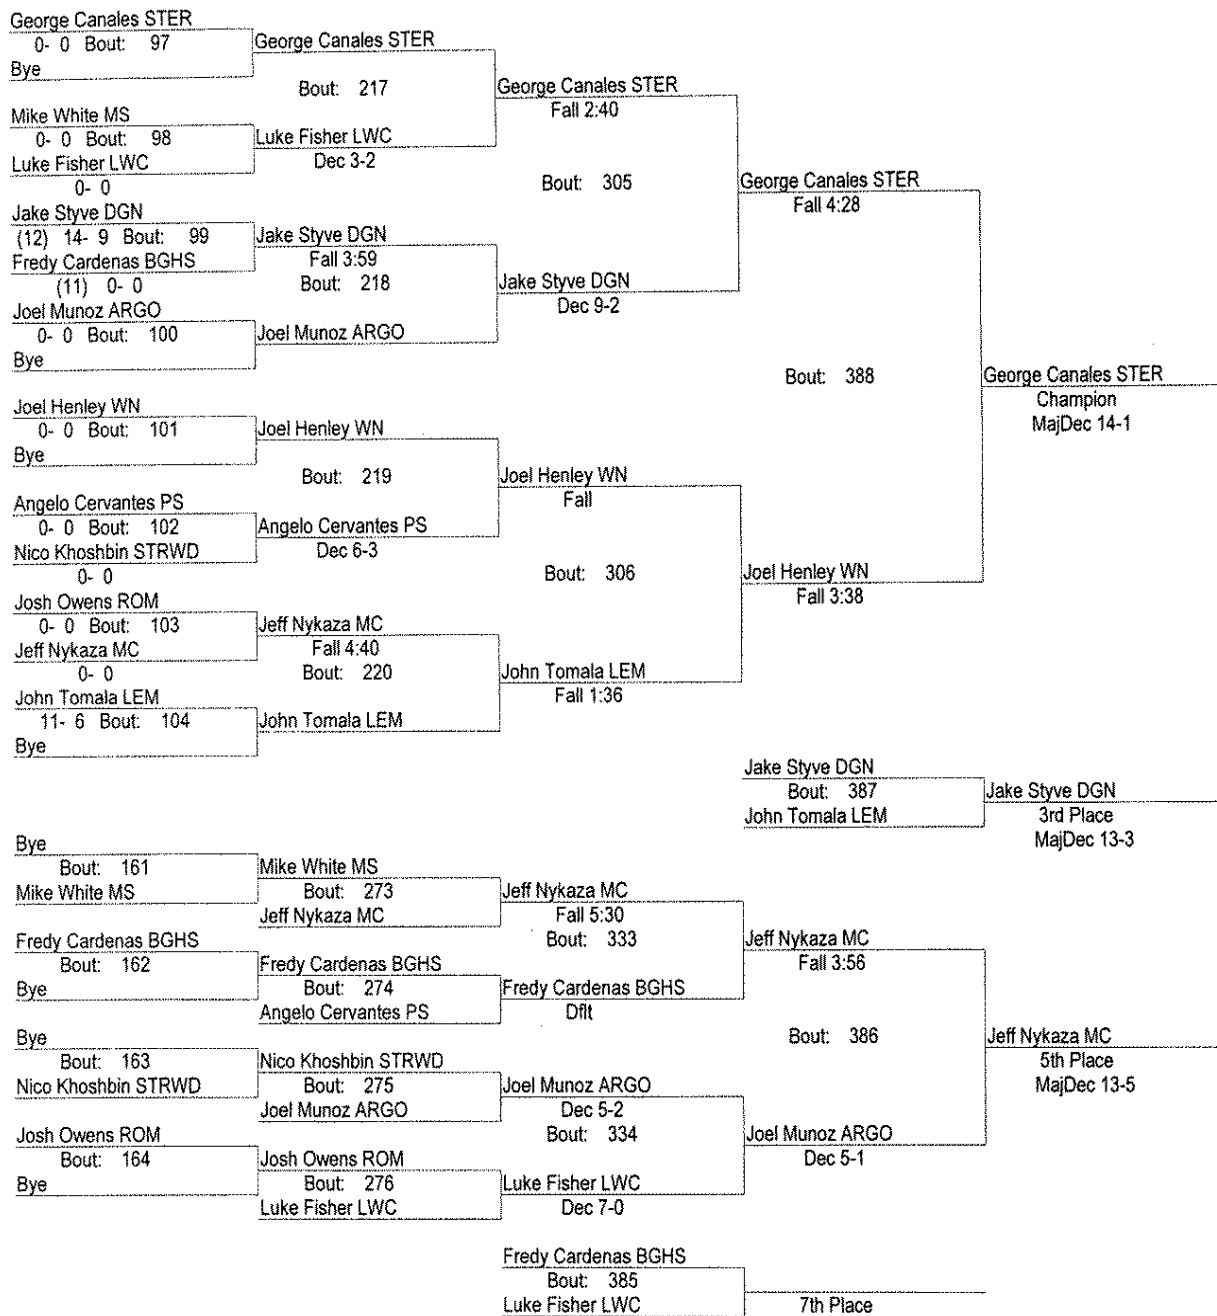 George Canales STER
0- 0 Bout: 97
Bye
George Canales STER
Bout: 217
Mike White MS
0- 0 Bout: 98
Luke Fisher LWC
0- 0
Luke Fisher LWC
Dec 3-2
George Canales STER
Fall 2:40
Bout: 305
Jake Styve DGN
(12) 14- 9 Bout: 99
Fredy Cardenas BGHS
(11) 0- 0
Jake Styve DGN
Fall 3:59
Bout: 218
Joel Munoz ARGO
0- 0 Bout: 100
Bye
Joel Munoz ARGO
Jake Styve DGN
Dec 9-2
George Canales STER
Fall 4:28
Bout: 388
George Canales STER
Champion
MajDec 14-1
Joel Henley WN
0- 0 Bout: 101
Bye
Joel Henley WN
Bout: 219
Angelo Cervantes PS
0- 0 Bout: 102
Nico Khoshbin STRWD
0- 0
Angelo Cervantes PS
Dec 6-3
Joel Henley WN
Fall
Bout: 306
Josh Owens ROM
0- 0 Bout: 103
Jeff Nykaza MC
0- 0
Jeff Nykaza MC
Fall 4:40
Bout: 220
John Tomala LEM
11- 6 Bout: 104
Bye
John Tomala LEM
John Tomala LEM
Fall 1:36
Joel Henley WN
Fall 3:38
Jake Styve DGN
Bout: 387
John Tomala LEM
Jake Styve DGN
3rd Place
MajDec 13-3
Bye
Bout: 161
Mike White MS
Mike White MS
Bout: 273
Jeff Nykaza MC
Jeff Nykaza MC
Fall 5:30
Bout: 333
Fredy Cardenas BGHS
Bout: 162
Bye
Fredy Cardenas BGHS
Bout: 274
Angelo Cervantes PS
Fredy Cardenas BGHS
Dflt
Jeff Nykaza MC
Fall 3:56
Bout: 386
Bye
Bout: 163
Nico Khoshbin STRWD
Nico Khoshbin STRWD
Bout: 275
Joel Munoz ARGO
Joel Munoz ARGO
Dec 5-2
Bout: 334
Josh Owens ROM
Bout: 164
Bye
Josh Owens ROM
Bout: 276
Luke Fisher LWC
Luke Fisher LWC
Dec 7-0
Joel Munoz ARGO
Dec 5-1
Jeff Nykaza MC
5th Place
MajDec 13-5
Fredy Cardenas BGHS
Bout: 385
Luke Fisher LWC
7th Place